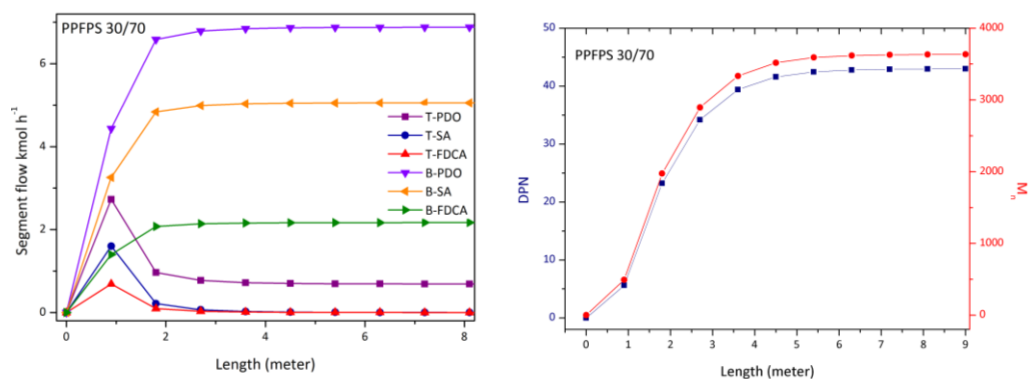 PPFPS 30/70
Segment flow kmol h⁻¹
6
4
2
0
T-PDO
T-SA
T-FDCA
B-PDO
B-SA
B-FDCA
0 2 4 6 8
Length (meter)
PPFPS 30/70
DPN
50
40
30
20
10
0
4000
3000
2000
1000
0
Mₙ
0 1 2 3 4 5 6 7 8 9
Length (meter)